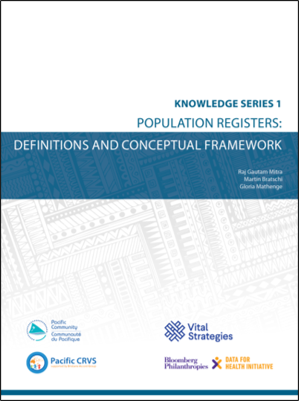 KNOWLEDGE SERIES 1
POPULATION REGISTERS:
DEFINITIONS AND CONCEPTUAL FRAMEWORK
Raj Gautam Mitra
Martin Bratschi
Gloria Mathenge
Pacific
Community
Communauté
du Pacifique
Vital
Strategies
Pacific CRVS
Bloomberg
Philanthropies
DATA FOR
HEALTH INITIATIVE